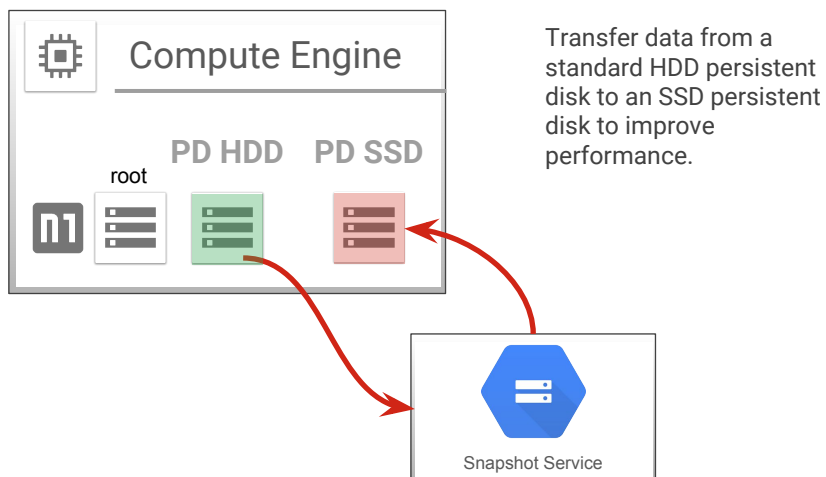 Compute Engine
Transfer data from a
standard HDD persistent
disk to an SSD persistent
disk to improve
performance.
PD HDD PD SSD
root
n1
Snapshot Service